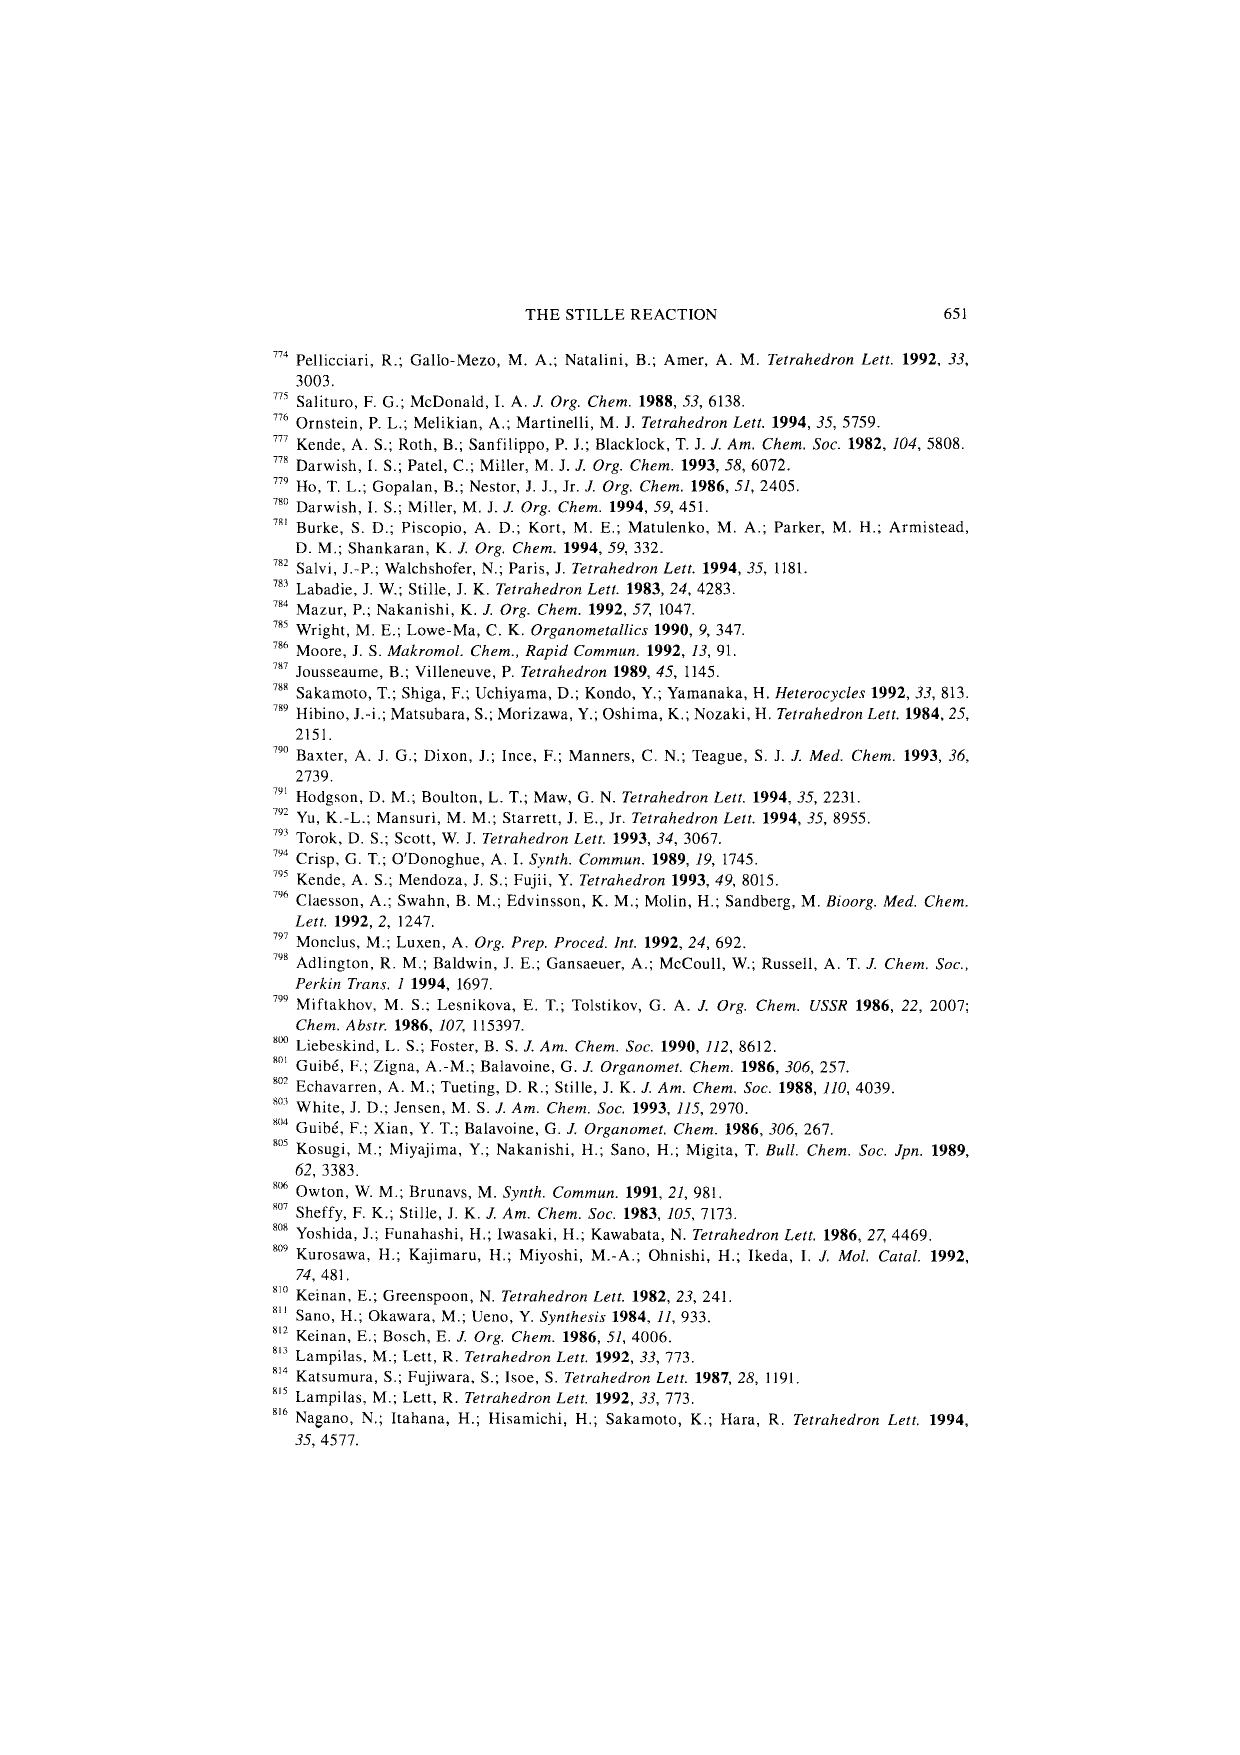 THE STILLE REACTION 651
774 Pellicciari, R.; Gallo-Mezo, M. A.; Natalini, B.; Amer, A. M. Tetrahedron Lett. 1992, 33,
3003.
775 Salituro, F. G.; McDonald, I. A. J. Org. Chem. 1988, 53, 6138.
776 Ornstein, P. L.; Melikian, A.; Martinelli, M. J. Tetrahedron Lett. 1994, 35, 5759.
777 Kende, A. S.; Roth, B.; Sanfilippo, P. J.; Blacklock, T. J. J. Am. Chem. Soc. 1982, 104, 5808.
778 Darwish, I. S.; Patel, C.; Miller, M. J. J. Org. Chem. 1993, 58, 6072.
779 Ho, T. L.; Gopalan, B.; Nestor, J. J., Jr. J. Org. Chem. 1986, 51, 2405.
780 Darwish, I. S.; Miller, M. J. J. Org. Chem. 1994, 59, 451.
781 Burke, S. D.; Piscopio, A. D.; Kort, M. E.; Matulenko, M. A.; Parker, M. H.; Armistead,
D. M.; Shankaran, K. J. Org. Chem. 1994, 59, 332.
782 Salvi, J.-P.; Walchshofer, N.; Paris, J. Tetrahedron Lett. 1994, 35, 1181.
783 Labadie, J. W.; Stille, J. K. Tetrahedron Lett. 1983, 24, 4283.
784 Mazur, P.; Nakanishi, K. J. Org. Chem. 1992, 57, 1047.
785 Wright, M. E.; Lowe-Ma, C. K. Organometallics 1990, 9, 347.
786 Moore, J. S. Makromol. Chem., Rapid Commun. 1992, 13, 91.
787 Jousseaume, B.; Villeneuve, P. Tetrahedron 1989, 45, 1145.
788 Sakamoto, T.; Shiga, F.; Uchiyama, D.; Kondo, Y.; Yamanaka, H. Heterocycles 1992, 33, 813.
789 Hibino, J.-i.; Matsubara, S.; Morizawa, Y.; Oshima, K.; Nozaki, H. Tetrahedron Lett. 1984, 25,
2151.
790 Baxter, A. J. G.; Dixon, J.; Ince, F.; Manners, C. N.; Teague, S. J. J. Med. Chem. 1993, 36,
2739.
791 Hodgson, D. M.; Boulton, L. T.; Maw, G. N. Tetrahedron Lett. 1994, 35, 2231.
792 Yu, K.-L.; Mansuri, M. M.; Starrett, J. E., Jr. Tetrahedron Lett. 1994, 35, 8955.
793 Torok, D. S.; Scott, W. J. Tetrahedron Lett. 1993, 34, 3067.
794 Crisp, G. T.; O'Donoghue, A. I. Synth. Commun. 1989, 19, 1745.
795 Kende, A. S.; Mendoza, J. S.; Fujii, Y. Tetrahedron 1993, 49, 8015.
796 Claesson, A.; Swahn, B. M.; Edvinsson, K. M.; Molin, H.; Sandberg, M. Bioorg. Med. Chem.
Lett. 1992, 2, 1247.
797 Monclus, M.; Luxen, A. Org. Prep. Proced. Int. 1992, 24, 692.
798 Adlington, R. M.; Baldwin, J. E.; Gansaeuer, A.; McCoull, W.; Russell, A. T. J. Chem. Soc.,
Perkin Trans. 1 1994, 1697.
799 Miftakhov, M. S.; Lesnikova, E. T.; Tolstikov, G. A. J. Org. Chem. USSR 1986, 22, 2007;
Chem. Abstr. 1986, 107, 115397.
800 Liebeskind, L. S.; Foster, B. S. J. Am. Chem. Soc. 1990, 112, 8612.
801 Guibé, F.; Zigna, A.-M.; Balavoine, G. J. Organomet. Chem. 1986, 306, 257.
802 Echavarren, A. M.; Tueting, D. R.; Stille, J. K. J. Am. Chem. Soc. 1988, 110, 4039.
803 White, J. D.; Jensen, M. S. J. Am. Chem. Soc. 1993, 115, 2970.
804 Guibé, F.; Xian, Y. T.; Balavoine, G. J. Organomet. Chem. 1986, 306, 267.
805 Kosugi, M.; Miyajima, Y.; Nakanishi, H.; Sano, H.; Migita, T. Bull. Chem. Soc. Jpn. 1989,
62, 3383.
806 Owton, W. M.; Brunavs, M. Synth. Commun. 1991, 21, 981.
807 Sheffy, F. K.; Stille, J. K. J. Am. Chem. Soc. 1983, 105, 7173.
808 Yoshida, J.; Funahashi, H.; Iwasaki, H.; Kawabata, N. Tetrahedron Lett. 1986, 27, 4469.
809 Kurosawa, H.; Kajimaru, H.; Miyoshi, M.-A.; Ohnishi, H.; Ikeda, I. J. Mol. Catal. 1992,
74, 481.
810 Keinan, E.; Greenspoon, N. Tetrahedron Lett. 1982, 23, 241.
811 Sano, H.; Okawara, M.; Ueno, Y. Synthesis 1984, 11, 933.
812 Keinan, E.; Bosch, E. J. Org. Chem. 1986, 51, 4006.
813 Lampilas, M.; Lett, R. Tetrahedron Lett. 1992, 33, 773.
814 Katsumura, S.; Fujiwara, S.; Isoe, S. Tetrahedron Lett. 1987, 28, 1191.
815 Lampilas, M.; Lett, R. Tetrahedron Lett. 1992, 33, 773.
816 Nagano, N.; Itahana, H.; Hisamichi, H.; Sakamoto, K.; Hara, R. Tetrahedron Lett. 1994,
35, 4577.